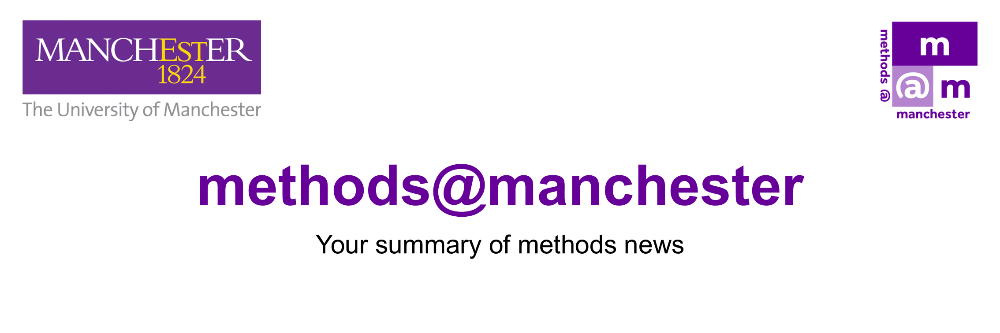 MANCHESTER
1824
The University of Manchester
methods @
m
@ m
manchester
methods@manchester
Your summary of methods news